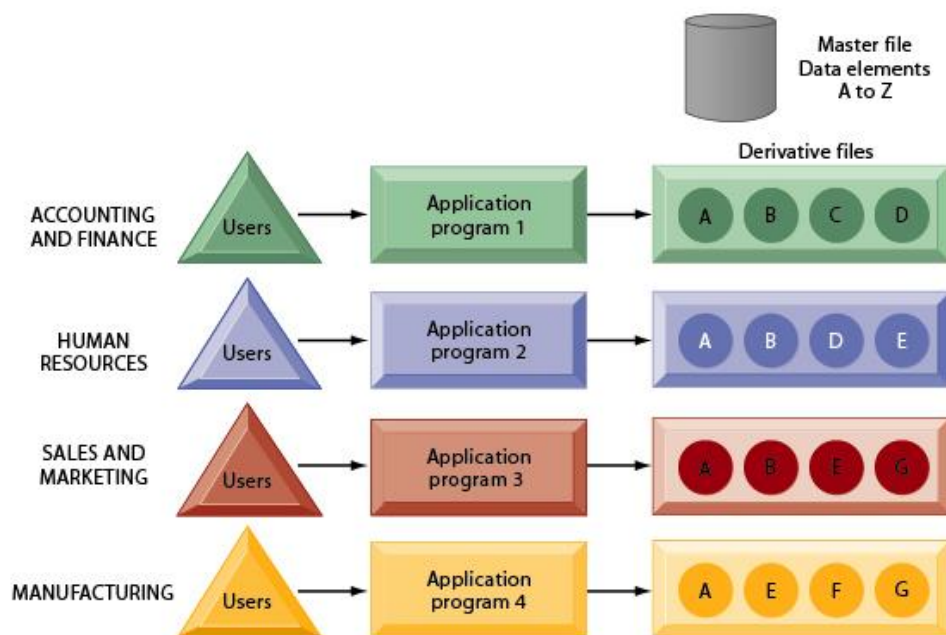 Master file
Data elements
A to Z
Derivative files
ACCOUNTING
AND FINANCE
Users
Application
program 1
A B C D
HUMAN
RESOURCES
Users
Application
program 2
A B D E
SALES AND
MARKETING
Users
Application
program 3
A B E G
MANUFACTURING
Users
Application
program 4
A E F G